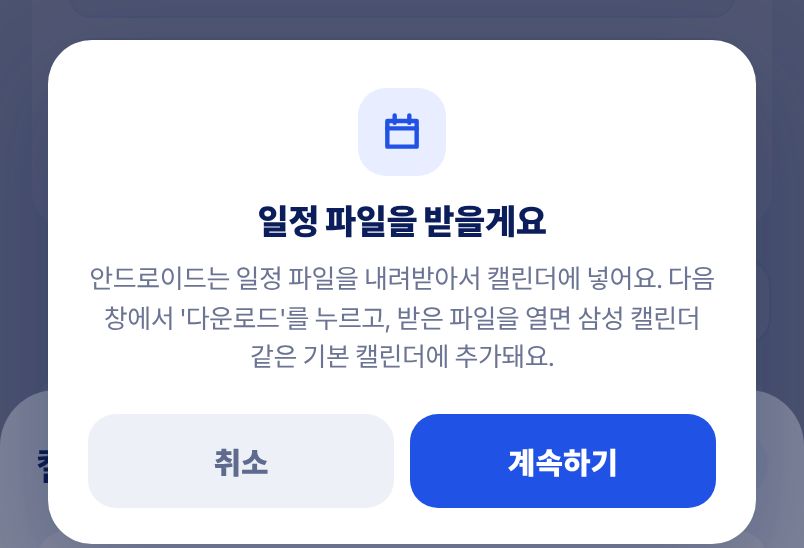 일정 파일을 받을게요
안드로이드는 일정 파일을 내려받아서 캘린더에 넣어요. 다음
창에서 '다운로드'를 누르고, 받은 파일을 열면 삼성 캘린더
같은 기본 캘린더에 추가돼요.
취소
계속하기